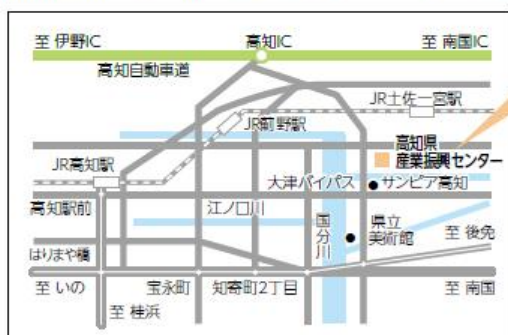 至 伊野IC
高知IC
至 南国IC
高知自動車道
JR土佐一宮駅
JR薊野駅
高知県
産業振興センター
JR高知駅
大津バイパス
サンピア高知
高知駅前
江ノ口川
国分川
県立
美術館
至 後免
はりまや橋
至 いの
宝永町
知寄町2丁目
至 南国
至 桂浜